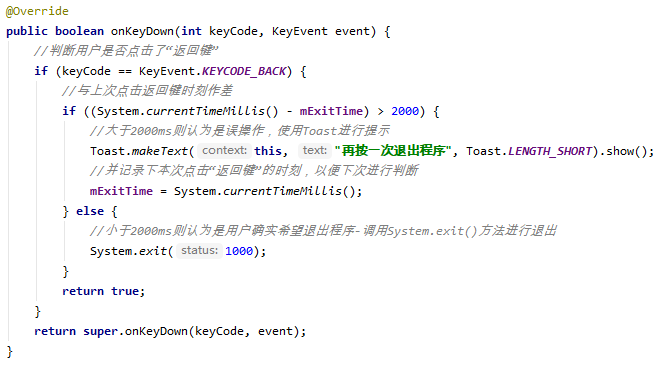 @Override
public boolean onKeyDown(int keyCode, KeyEvent event) {
//判断用户是否点击了“返回键”
if (keyCode == KeyEvent.KEYCODE_BACK) {
//与上次点击返回键时刻作差
if ((System.currentTimeMillis() - mExitTime) > 2000) {
//大于2000ms则认为是误操作，使用Toast进行提示
Toast.makeText( context: this, text: "再按一次退出程序", Toast.LENGTH_SHORT).show();
//并记录下本次点击“返回键”的时刻，以便下次进行判断
mExitTime = System.currentTimeMillis();
} else {
//小于2000ms则认为是用户确实希望退出程序-调用System.exit()方法进行退出
System.exit( status: 1000);
}
return true;
}
return super.onKeyDown(keyCode, event);
}